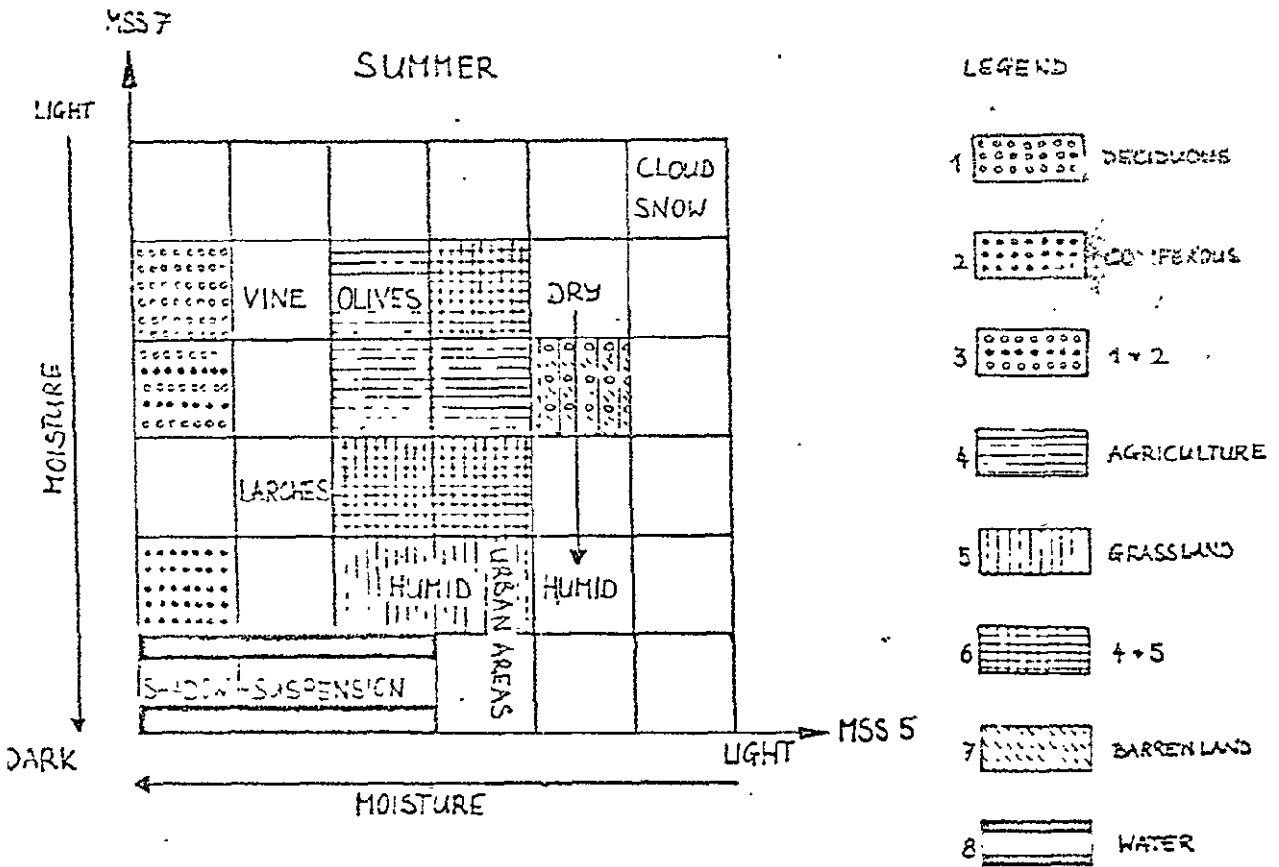 MSS 7
SUMMER
LIGHT
CLOUD
SNOW
VINE
OLIVES
DRY
MOISTURE
LARCHES
HUMID
HUMID
URBAN AREAS
SHADOW-SUSPENSION
MSS 5
DARK
LIGHT
MOISTURE
LEGEND
1 DECIDUOUS
2 CONIFEROUS
3 1+2
4 AGRICULTURE
5 GRASSLAND
6 4+5
7 BARREN LAND
8 WATER